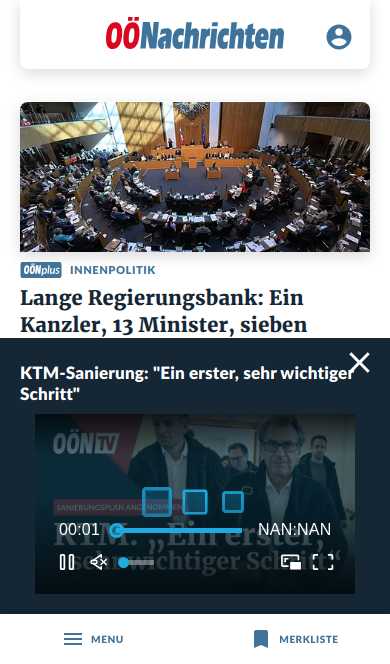 OÖNachrichten
OÖNplus INNENPOLITIK
Lange Regierungsbank: Ein
Kanzler, 13 Minister, sieben
KTM-Sanierung: "Ein erster, sehr wichtiger
Schritt"
OÖN TV
SANIERUNGSPLAN ANGENOMMEN
KTM: „Ein erster,
sehr wichtiger Schritt“
00:01 NAN:NAN
MENU MERKLISTE